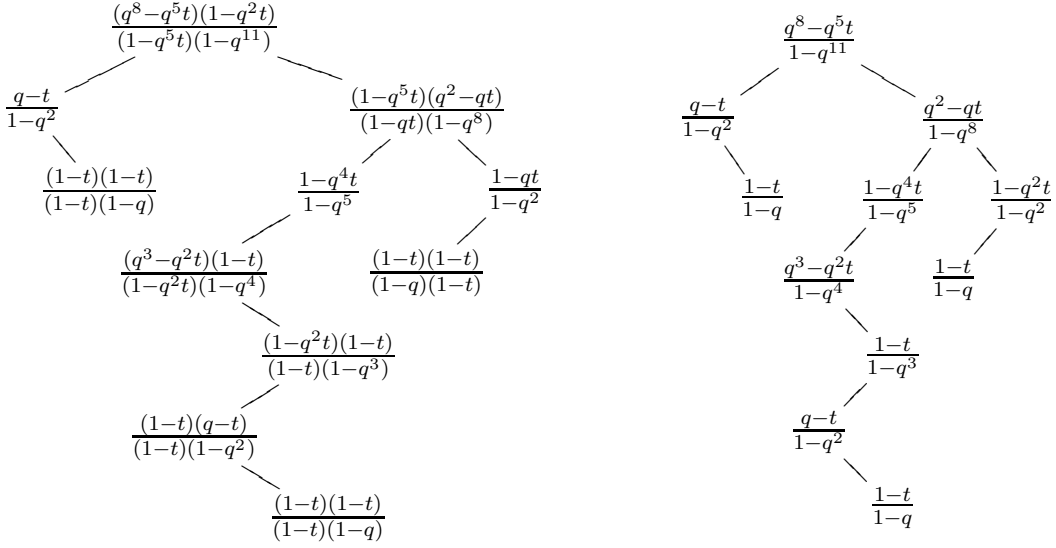 (q^8−q^5t)(1−q^2t) / (1−q^5t)(1−q^11)
q−t / 1−q^2
(1−q^5t)(q^2−qt) / (1−qt)(1−q^8)
(1−t)(1−t) / (1−t)(1−q)
1−q^4t / 1−q^5
1−qt / 1−q^2
(q^3−q^2t)(1−t) / (1−q^2t)(1−q^4)
(1−t)(1−t) / (1−q)(1−t)
(1−q^2t)(1−t) / (1−t)(1−q^3)
(1−t)(q−t) / (1−t)(1−q^2)
(1−t)(1−t) / (1−t)(1−q)
q^8−q^5t / 1−q^11
q−t / 1−q^2
q^2−qt / 1−q^8
1−t / 1−q
1−q^4t / 1−q^5
1−q^2t / 1−q^2
q^3−q^2t / 1−q^4
1−t / 1−q
1−t / 1−q^3
q−t / 1−q^2
1−t / 1−q